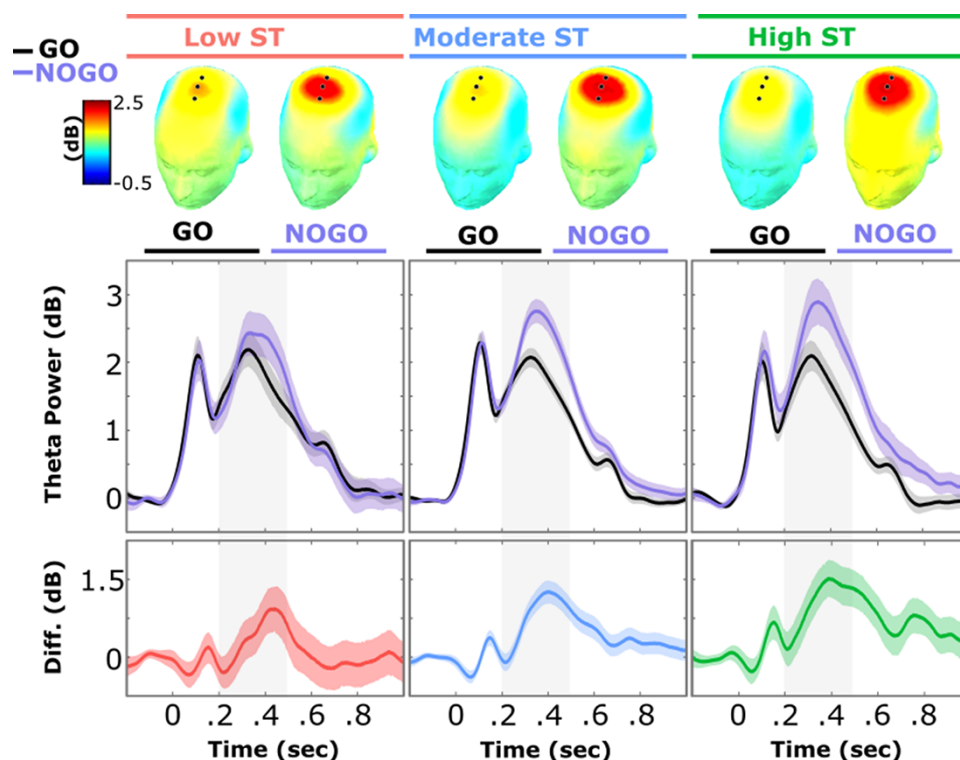 Low ST
Moderate ST
High ST
GO
NOGO
2.5
(dB)
-0.5
GO
NOGO
GO
NOGO
GO
NOGO
Theta Power (dB)
3
2
1
0
Diff. (dB)
1.5
0
0 .2 .4 .6 .8
0 .2 .4 .6 .8
0 .2 .4 .6 .8
Time (sec)
Time (sec)
Time (sec)